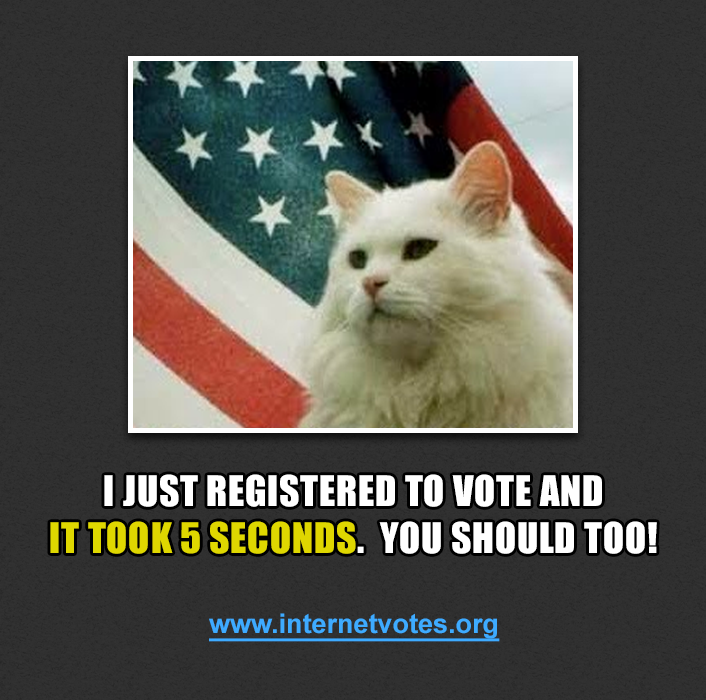 I JUST REGISTERED TO VOTE AND
IT TOOK 5 SECONDS.  YOU SHOULD TOO!
www.internetvotes.org